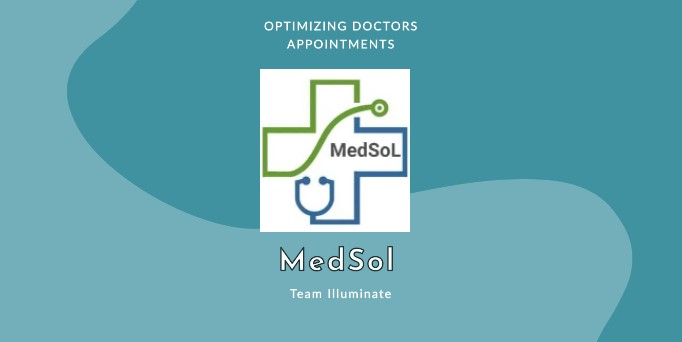 OPTIMIZING DOCTORS
APPOINTMENTS
MedSoL
MedSol
Team Illuminate